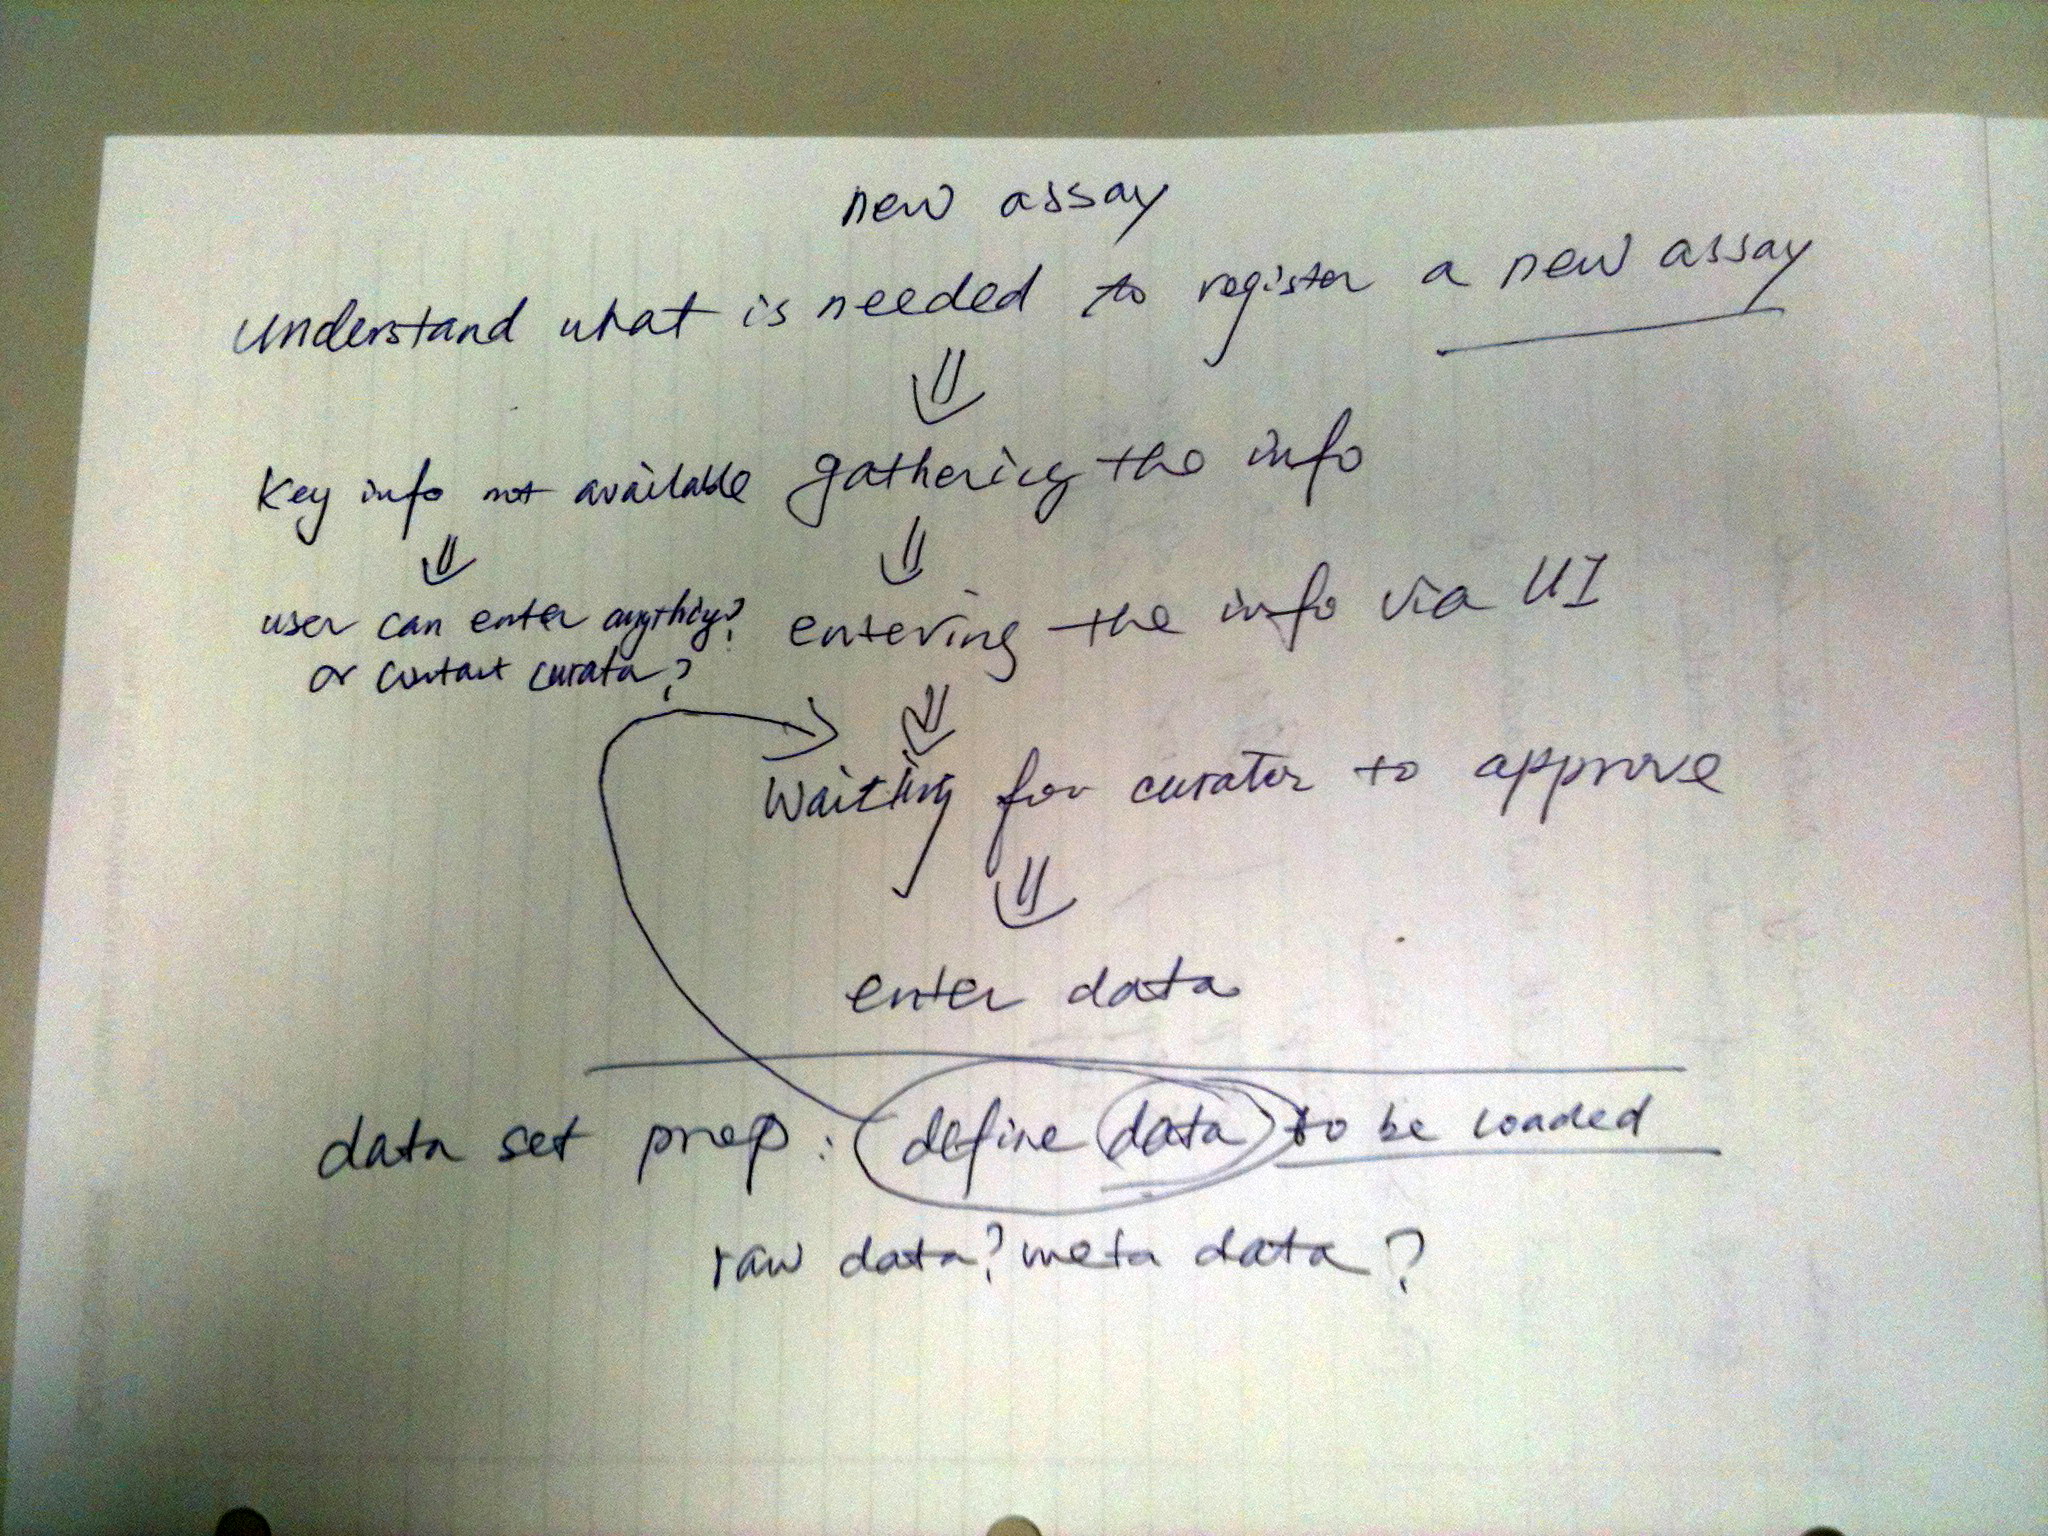 new assay
understand what is needed to register a new assay
gathering the info
Key info not available
entering the info via UI
user can enter anything?
or contact curator?
Waiting for curator to approve
enter data
data set prep: define data to be loaded
raw data? meta data?